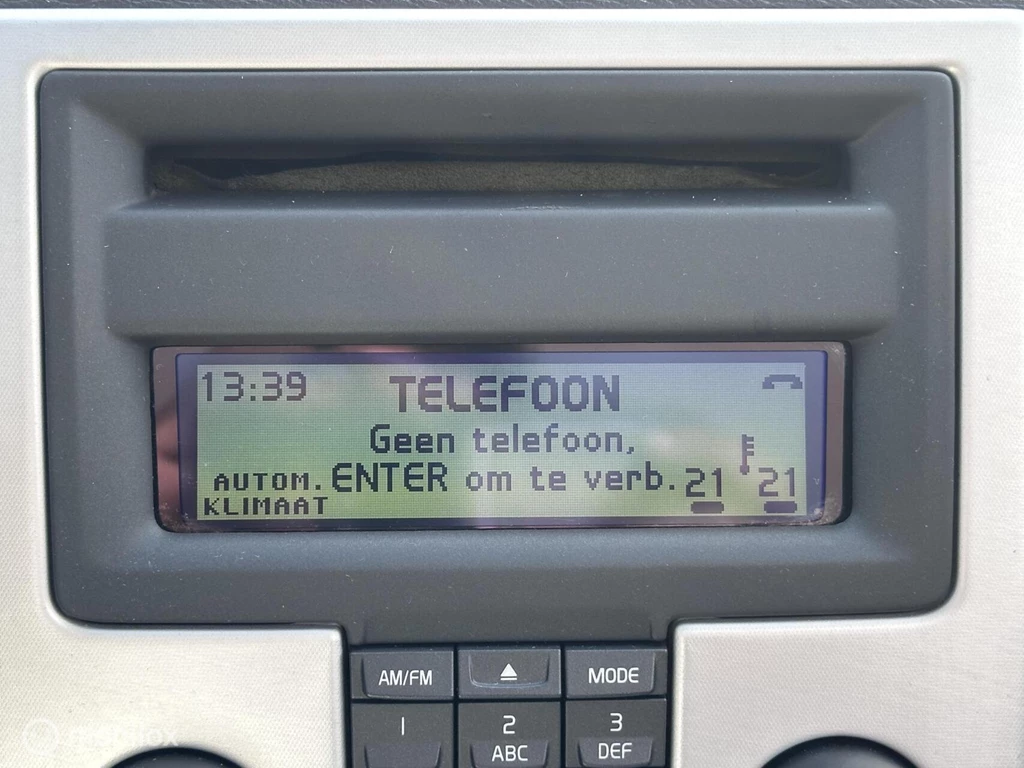 13:39 TELEFOON
Geen telefoon,
AUTOM. ENTER om te verb. 21 21
KLIMAAT
AM/FM MODE
1 2 3
ABC DEF